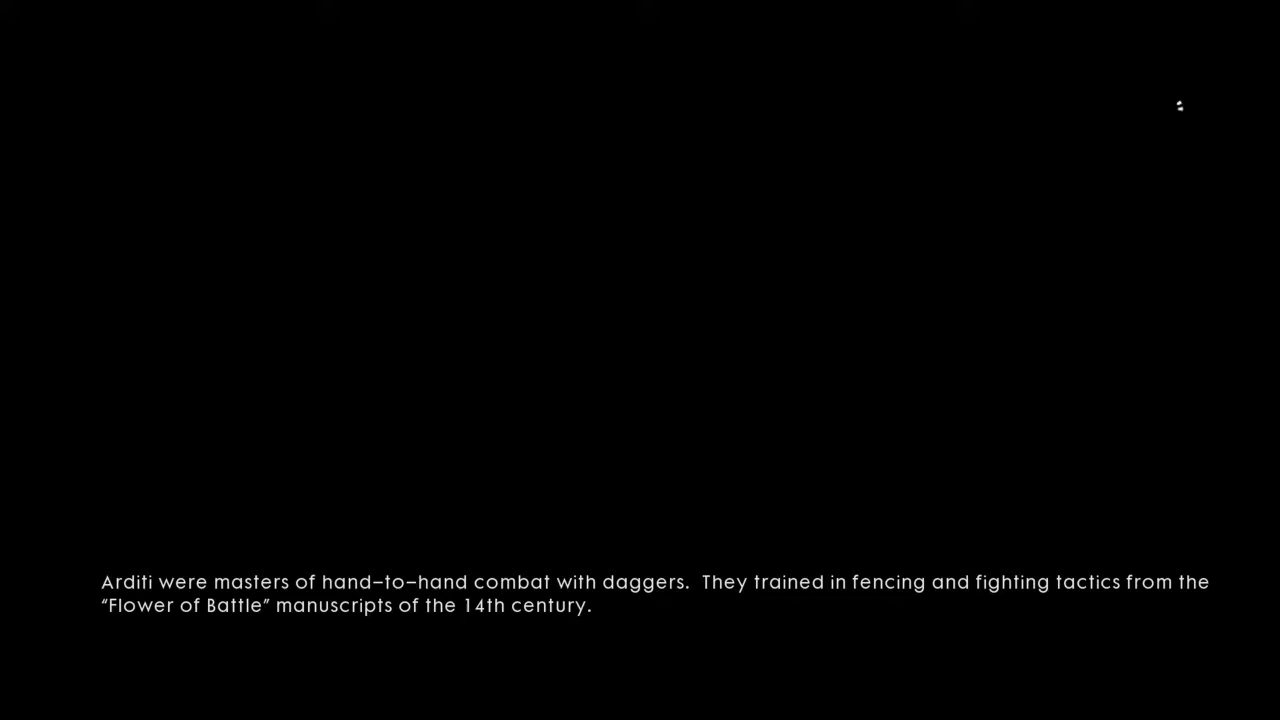 Arditi were masters of hand-to-hand combat with daggers.  They trained in fencing and fighting tactics from the
“Flower of Battle” manuscripts of the 14th century.